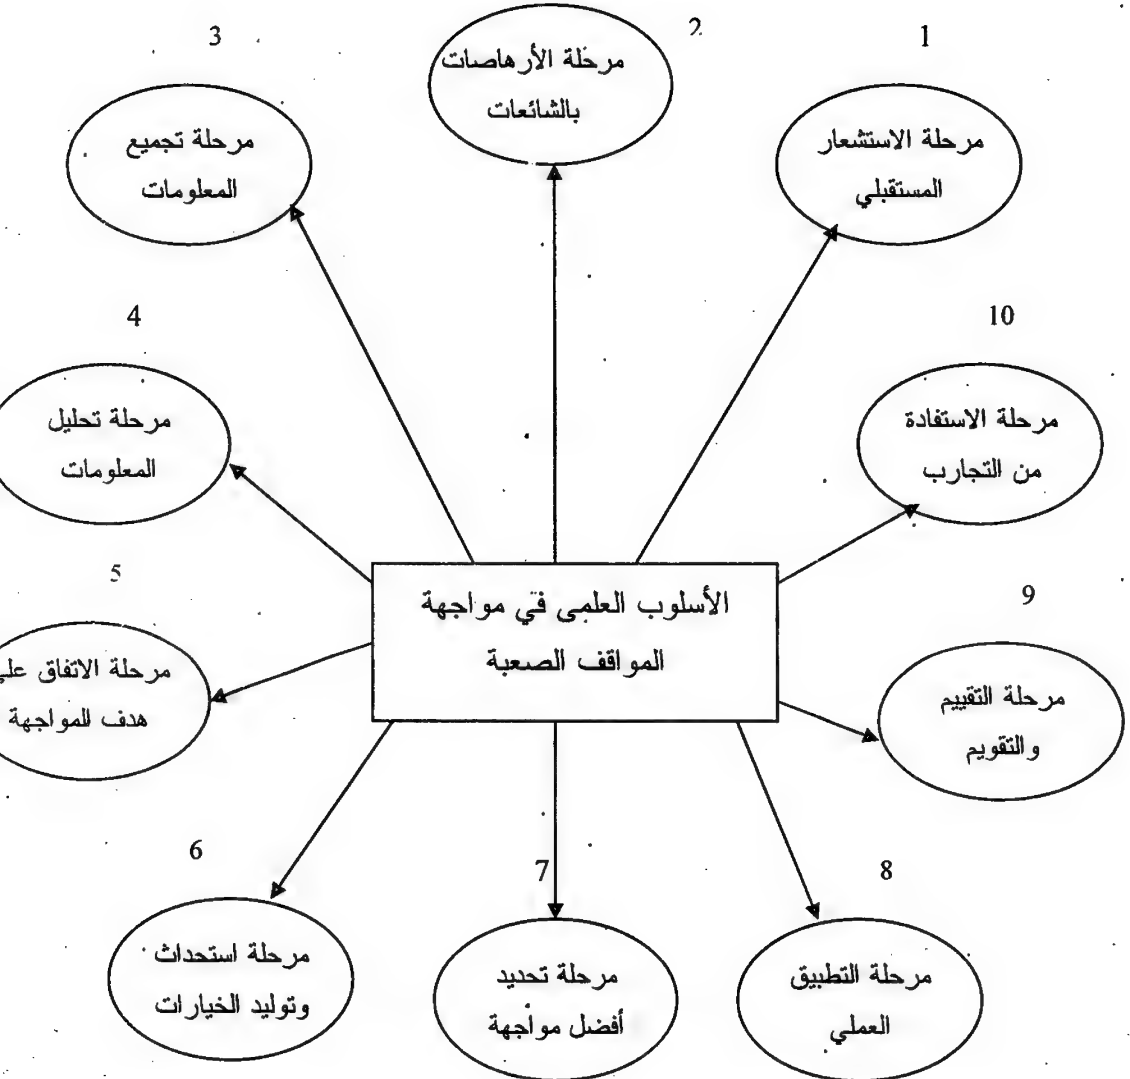 1
مرحلة الاستشعار
المستقبلي
2
مرحلة الأرهاصات
بالشائعات
3
مرحلة تجميع
المعلومات
4
مرحلة تحليل
المعلومات
5
مرحلة الاتفاق على
هدف المواجهة
6
مرحلة استحداث
وتوليد الخيارات
7
مرحلة تحديد
أفضل مواجهة
8
مرحلة التطبيق
العملي
9
مرحلة التقييم
والتقويم
10
مرحلة الاستفادة
من التجارب
الأسلوب العلمى في مواجهة
المواقف الصعبة